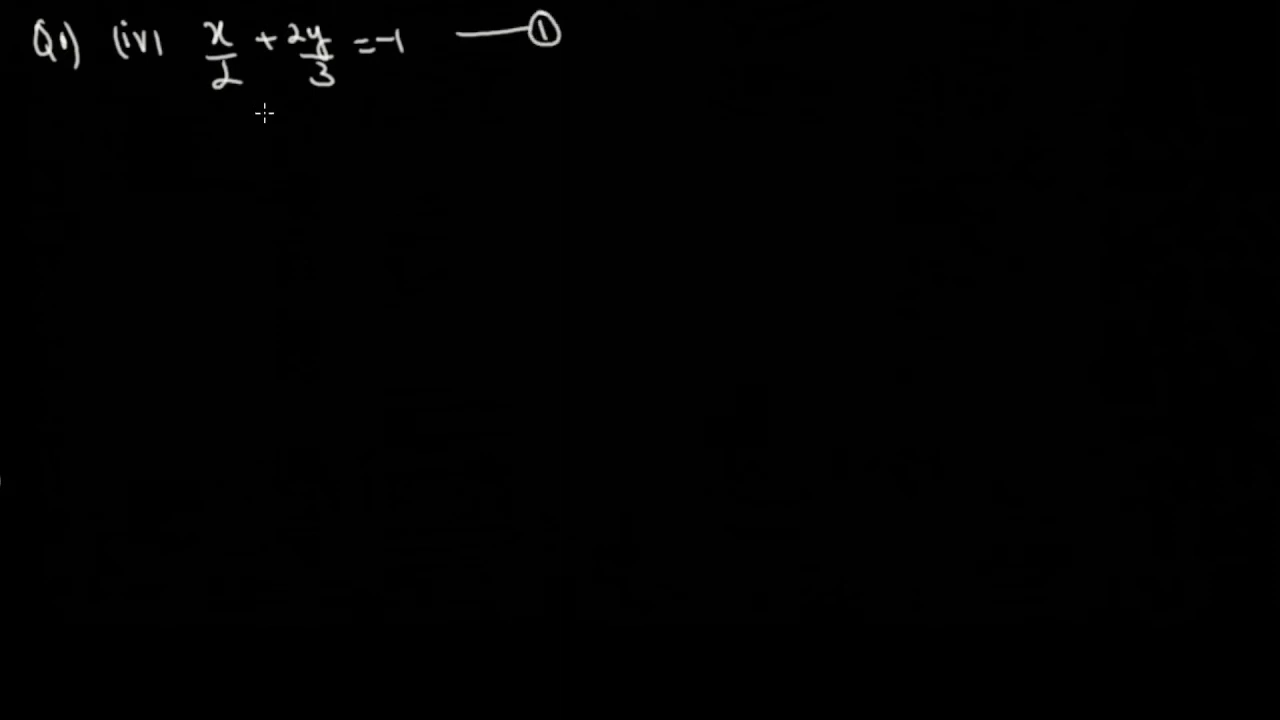 Q1) (iv) x/2 + 2y/3 = -1 —— ①